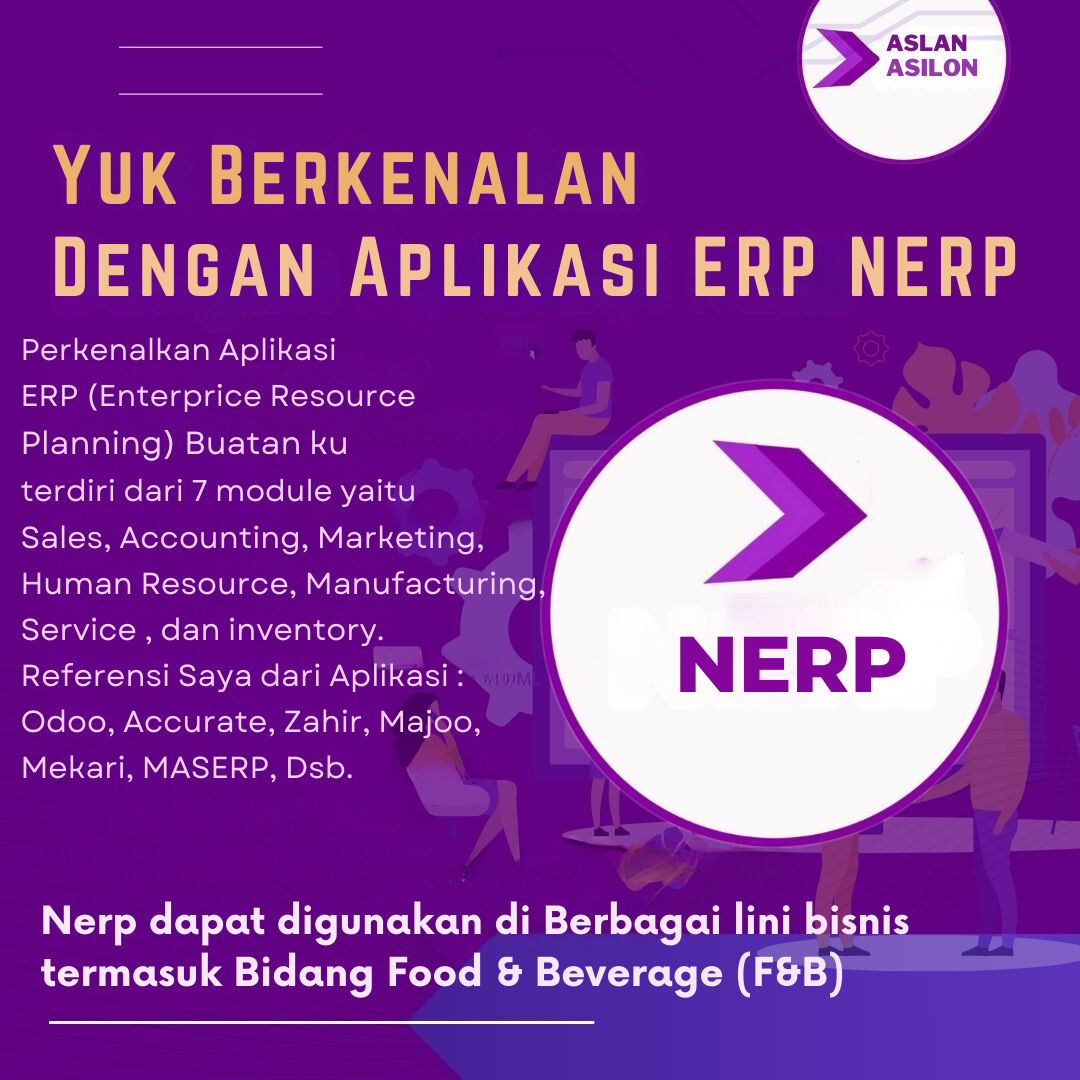 ASLAN
ASILON
YUK BERKENALAN
DENGAN APLIKASI ERP NERP
Perkenalkan Aplikasi
ERP (Enterprice Resource
Planning) Buatan ku
terdiri dari 7 module yaitu
Sales, Accounting, Marketing,
Human Resource, Manufacturing,
Service , dan inventory.
Referensi Saya dari Aplikasi :
Odoo, Accurate, Zahir, Majoo,
Mekari, MASERP, Dsb.
NERP
Nerp dapat digunakan di Berbagai lini bisnis
termasuk Bidang Food & Beverage (F&B)